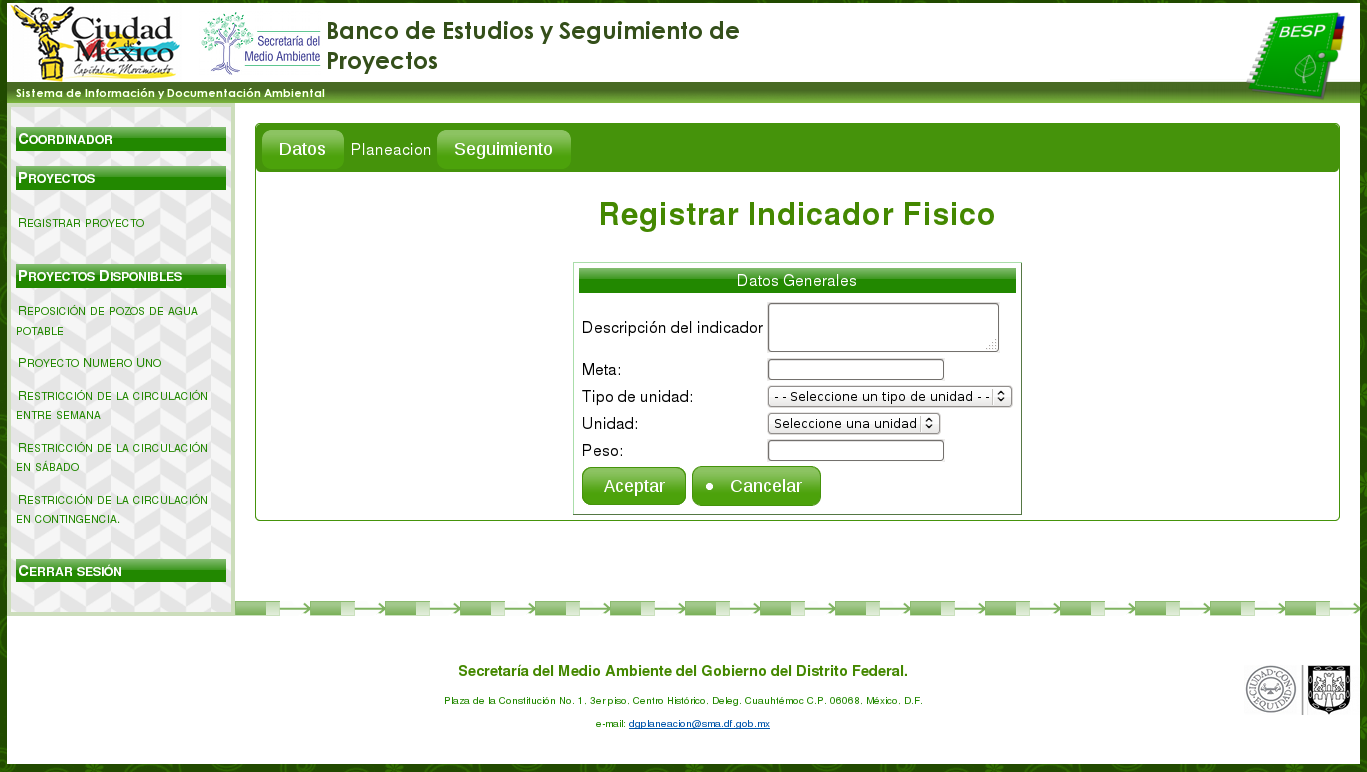 Ciudad
de
México
Capital en Movimiento
Secretaría del
Medio Ambiente
Banco de Estudios y Seguimiento de
Proyectos
BESP
Sistema de Información y Documentación Ambiental
COORDINADOR
PROYECTOS
REGISTRAR PROYECTO
PROYECTOS DISPONIBLES
REPOSICIÓN DE POZOS DE AGUA
POTABLE
PROYECTO NUMERO UNO
RESTRICCIÓN DE LA CIRCULACIÓN
ENTRE SEMANA
RESTRICCIÓN DE LA CIRCULACIÓN
EN SÁBADO
RESTRICCIÓN DE LA CIRCULACIÓN
EN CONTINGENCIA.
CERRAR SESIÓN
Datos Planeacion Seguimiento
Registrar Indicador Fisico
Datos Generales
Descripción del indicador
Meta:
Tipo de unidad: - - Seleccione un tipo de unidad - -
Unidad: Seleccione una unidad
Peso:
Aceptar Cancelar
Secretaría del Medio Ambiente del Gobierno del Distrito Federal.
Plaza de la Constitución No. 1. 3er piso. Centro Histórico. Deleg. Cuauhtémoc C.P. 06068. México. D.F.
e-mail: dgplaneacion@sma.df.gob.mx
CIUDAD CON
EQUIDAD